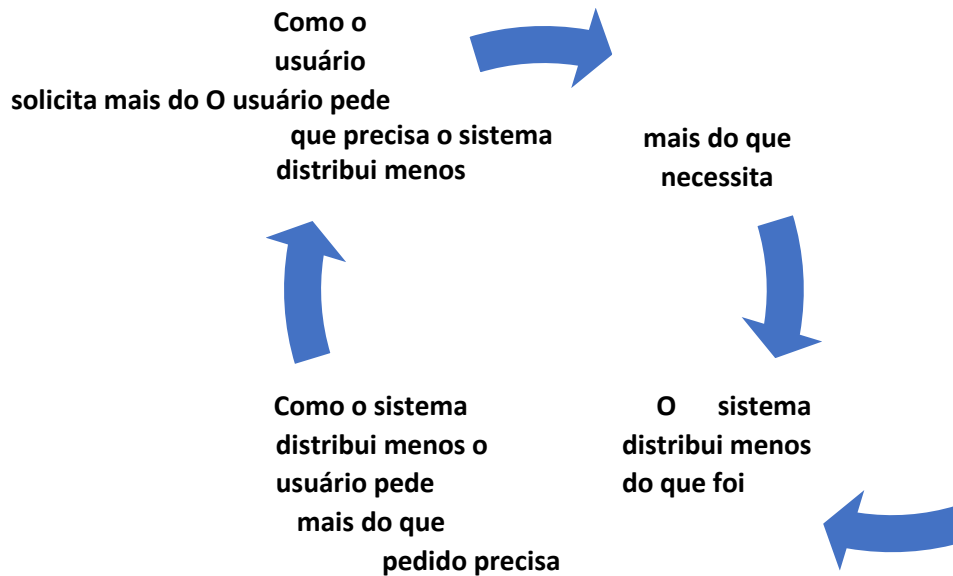 Como o
usuário
solicita mais do O usuário pede
que precisa o sistema
distribui menos
mais do que
necessita
Como o sistema
distribui menos o
usuário pede
mais do que
pedido precisa
O sistema
distribui menos
do que foi